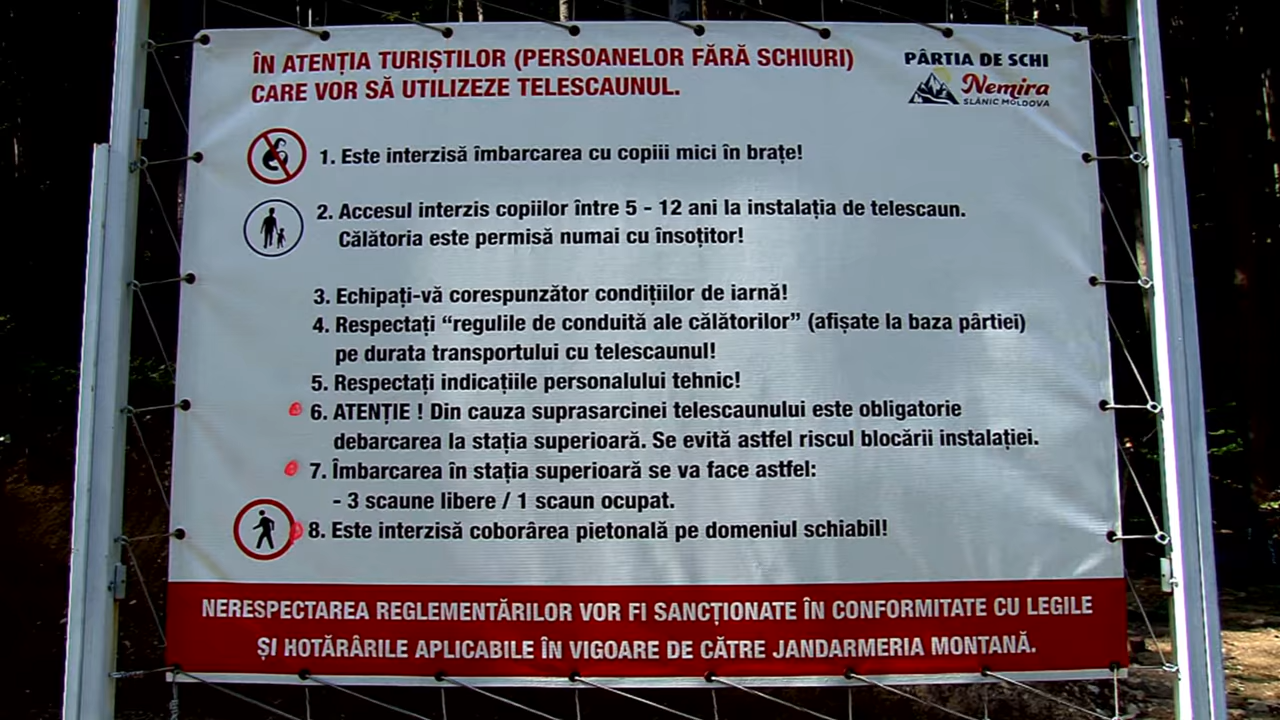 ÎN ATENȚIA TURIȘTILOR (PERSOANELOR FĂRĂ SCHIURI)
CARE VOR SĂ UTILIZEZE TELESCAUNUL.
PÂRTIA DE SCHI
Nemira
SLĂNIC MOLDOVA
1. Este interzisă îmbarcarea cu copiii mici în brațe!
2. Accesul interzis copiilor între 5 - 12 ani la instalația de telescaun.
Călătoria este permisă numai cu însoțitor!
3. Echipați-vă corespunzător condițiilor de iarnă!
4. Respectați “regulile de conduită ale călătorilor” (afișate la baza pârtiei)
pe durata transportului cu telescaunul!
5. Respectați indicațiile personalului tehnic!
6. ATENȚIE ! Din cauza suprasarcinei telescaunului este obligatorie
debarcarea la stația superioară. Se evită astfel riscul blocării instalației.
7. Îmbarcarea în stația superioară se va face astfel:
- 3 scaune libere / 1 scaun ocupat.
8. Este interzisă coborârea pietonală pe domeniul schiabil!
NERESPECTAREA REGLEMENTĂRILOR VOR FI SANCȚIONATE ÎN CONFORMITATE CU LEGILE
ȘI HOTĂRÂRILE APLICABILE ÎN VIGOARE DE CĂTRE JANDARMERIA MONTANĂ.